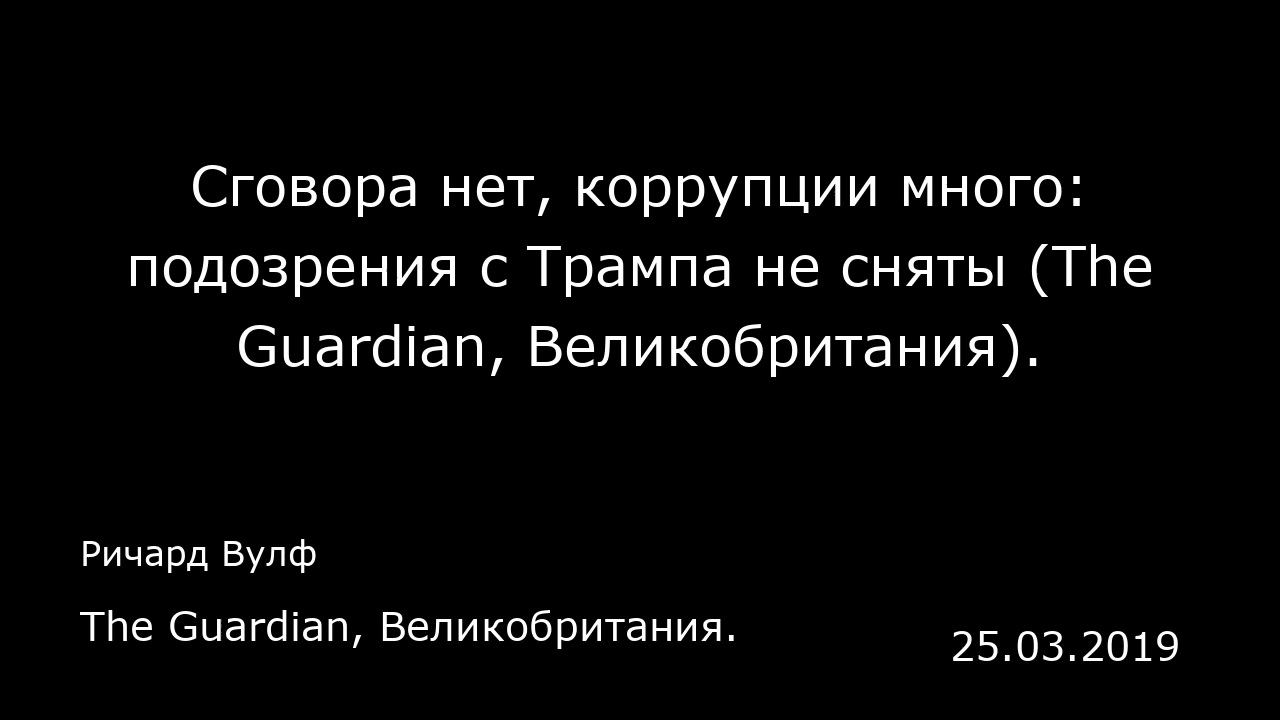 Сговора нет, коррупции много:
подозрения с Трампа не сняты (The
Guardian, Великобритания).
Ричард Вулф
The Guardian, Великобритания.
25.03.2019